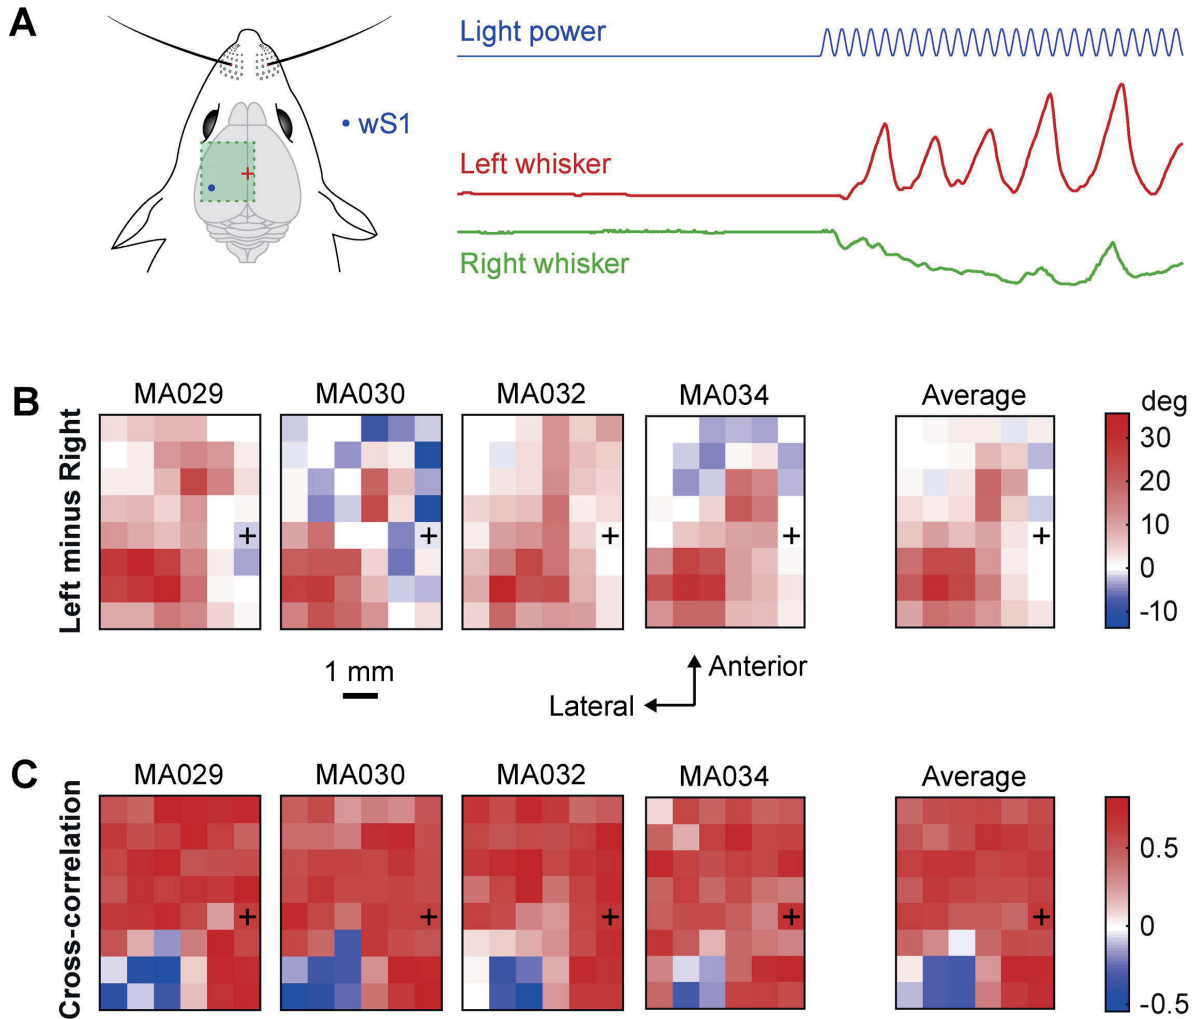 A
Light power
wS1
Left whisker
Right whisker
B
MA029 MA030 MA032 MA034 Average
deg
Left minus Right
30
20
10
0
-10
+ + + + +
1 mm
Anterior
Lateral
C
MA029 MA030 MA032 MA034 Average
Cross-correlation
0.5
0
-0.5
+ + + + +